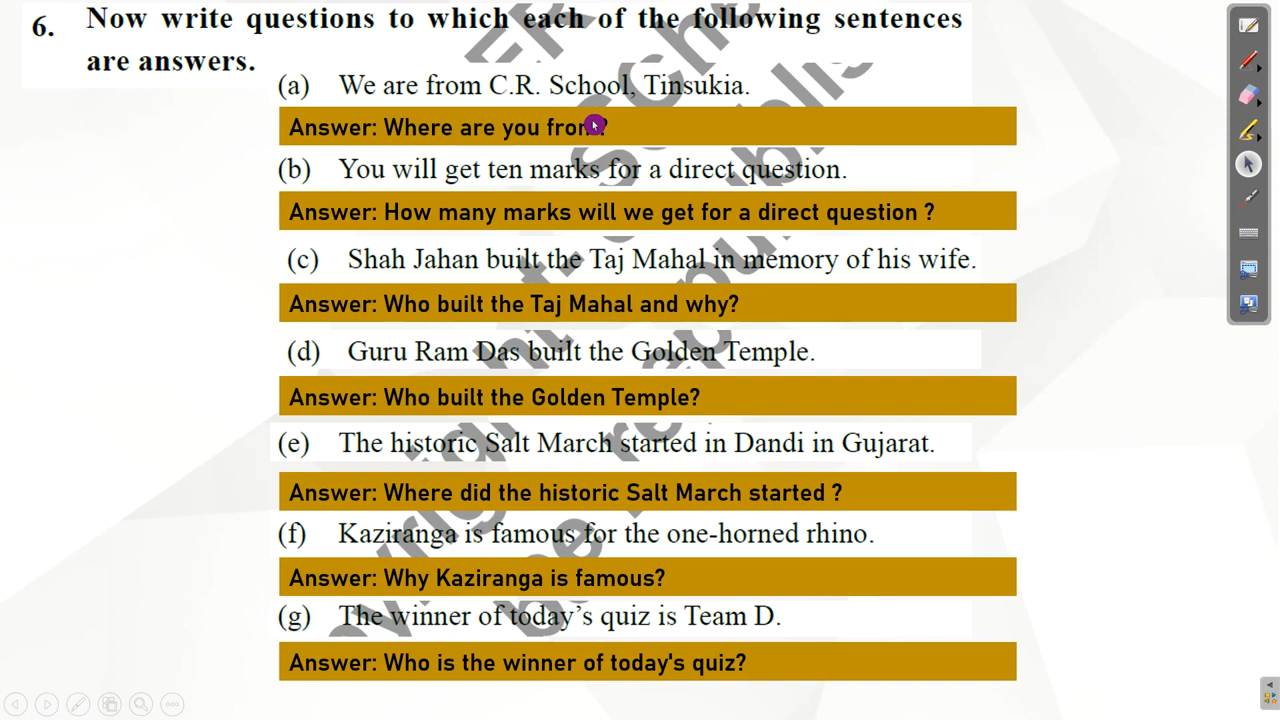 6. Now write questions to which each of the following sentences
are answers.
(a) We are from C.R. School, Tinsukia.
Answer: Where are you from?
(b) You will get ten marks for a direct question.
Answer: How many marks will we get for a direct question ?
(c) Shah Jahan built the Taj Mahal in memory of his wife.
Answer: Who built the Taj Mahal and why?
(d) Guru Ram Das built the Golden Temple.
Answer: Who built the Golden Temple?
(e) The historic Salt March started in Dandi in Gujarat.
Answer: Where did the historic Salt March started ?
(f) Kaziranga is famous for the one-horned rhino.
Answer: Why Kaziranga is famous?
(g) The winner of today's quiz is Team D.
Answer: Who is the winner of today's quiz?